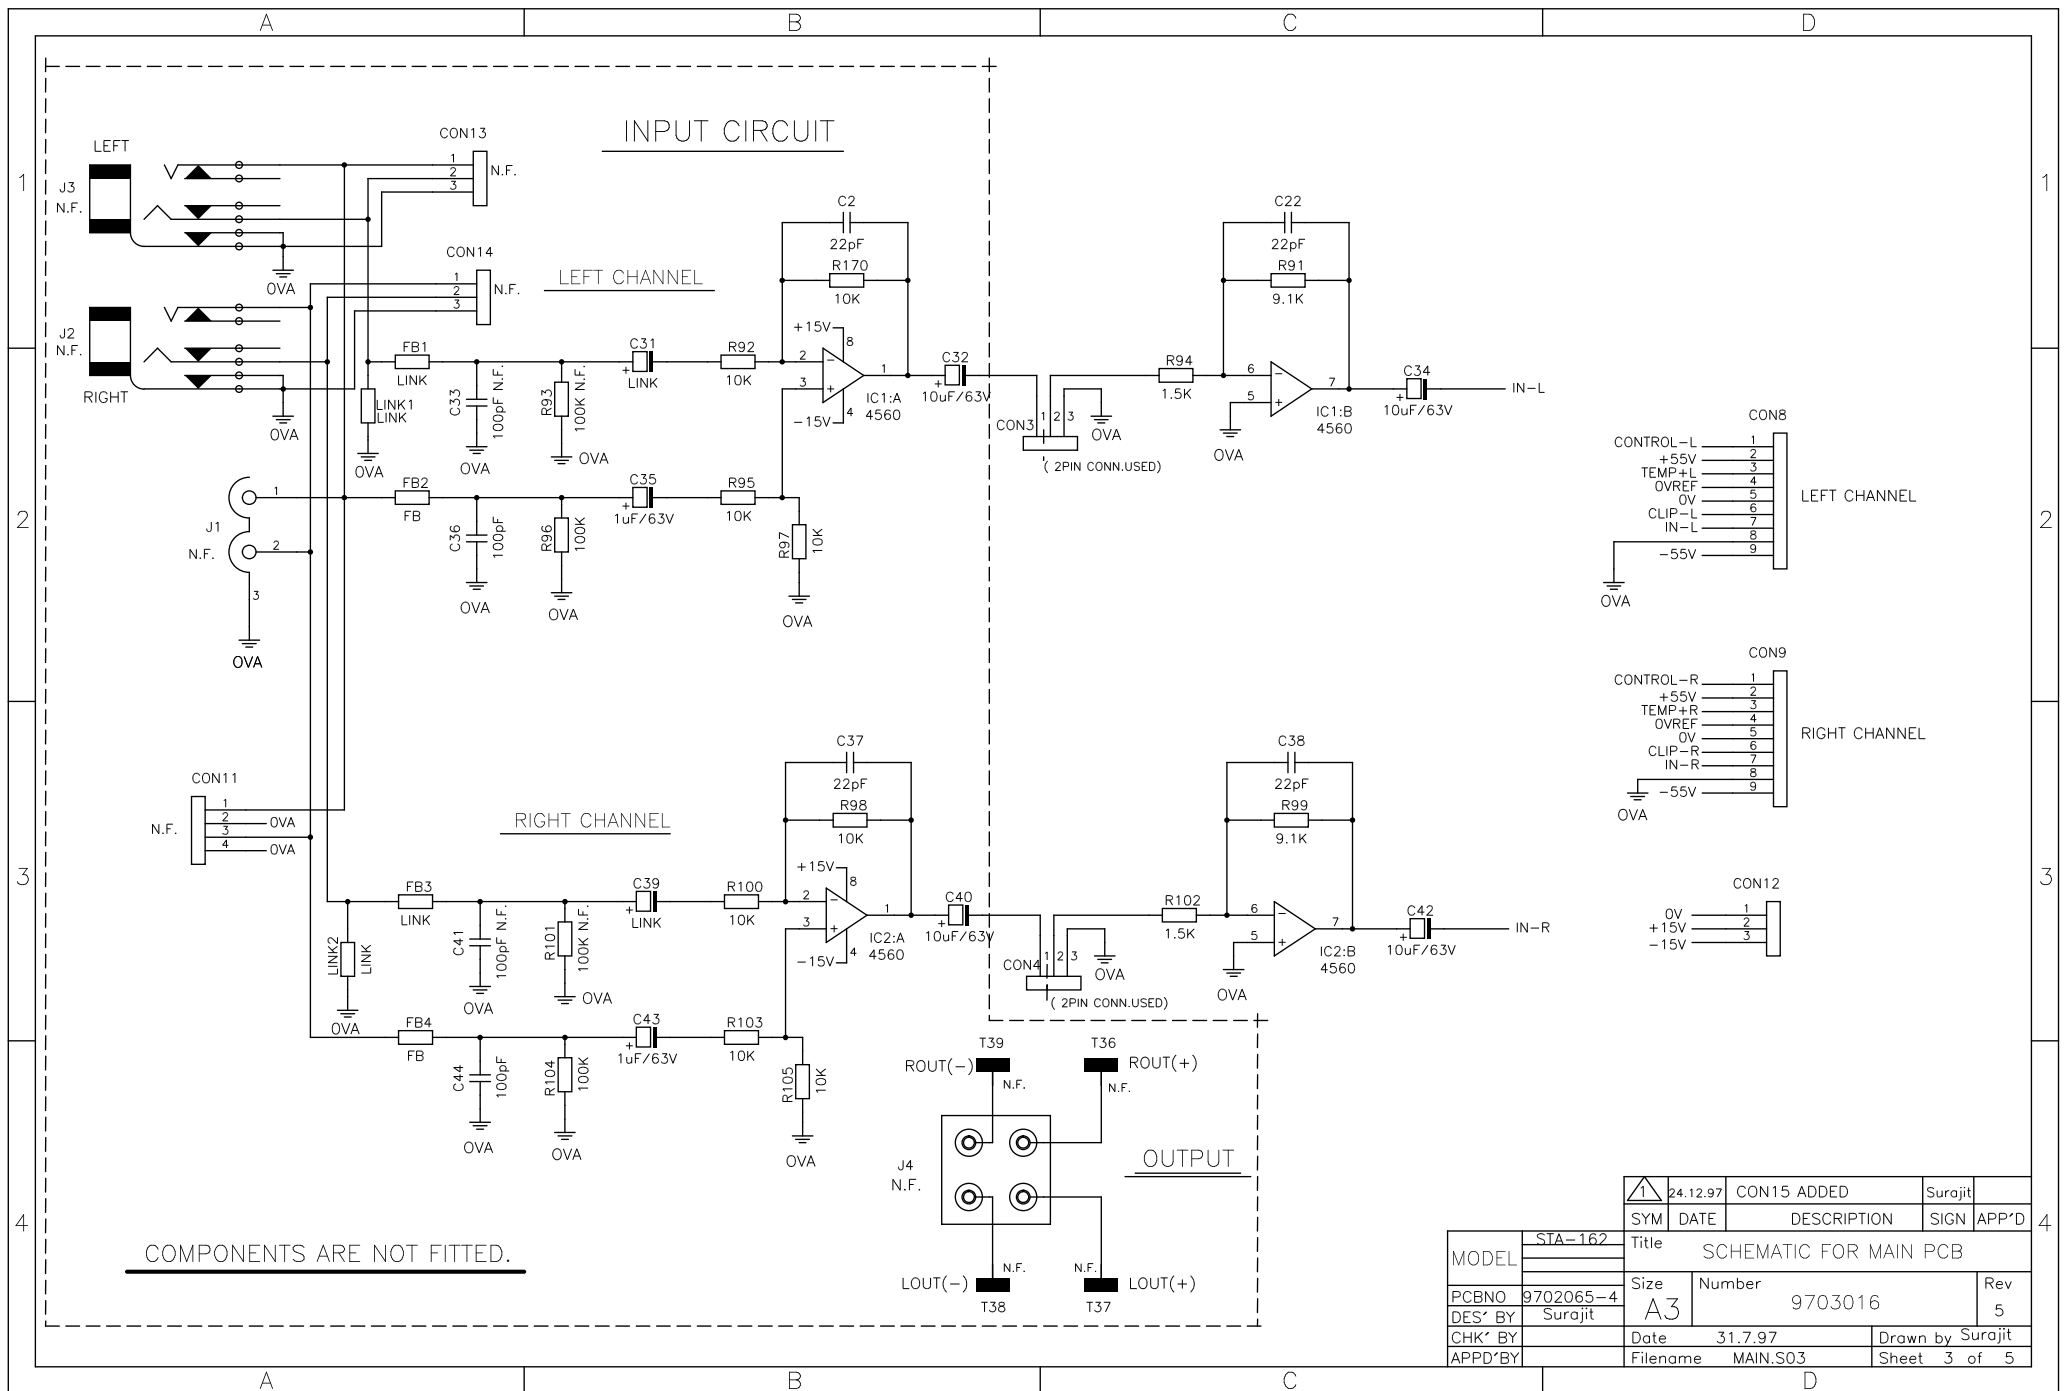 A B C D
1 1
2 2
3 3
4 4
INPUT CIRCUIT
LEFT
J3
N.F.
CON13
1
2
3
N.F.
OVA
CON14
1
2
3
N.F.
J2
N.F.
RIGHT
OVA
LEFT CHANNEL
FB1
LINK
LINK1
LINK
OVA
C33
100pF N.F.
OVA
R93
100K N.F.
OVA
C31
+
LINK
R92
10K
C2
22pF
R170
10K
+15V
8
2
−
3
+
1
−15V
4
IC1:A
4560
C32
+
10uF/63V
J1
N.F.
1
2
3
OVA
FB2
FB
C36
100pF
OVA
R96
100K
OVA
C35
+
1uF/63V
R95
10K
R97
10K
OVA
CON3
1
2
3
OVA
( 2PIN CONN.USED)
R94
1.5K
C22
22pF
R91
9.1K
6
−
5
+
7
OVA
IC1:B
4560
C34
+
10uF/63V
IN−L
CON8
CONTROL−L 1
+55V 2
TEMP+L 3
OVREF 4
OV 5
CLIP−L 6
IN−L 7
8
−55V 9
OVA
LEFT CHANNEL
CON9
CONTROL−R 1
+55V 2
TEMP+R 3
OVREF 4
OV 5
CLIP−R 6
IN−R 7
8
−55V 9
OVA
RIGHT CHANNEL
CON11
N.F.
1
2 OVA
3
4 OVA
RIGHT CHANNEL
FB3
LINK
LINK2
LINK
OVA
C41
100pF N.F.
OVA
R101
100K N.F.
OVA
C39
+
LINK
R100
10K
C37
22pF
R98
10K
+15V
8
2
−
3
+
1
−15V
4
IC2:A
4560
C40
+
10uF/63V
FB4
FB
C44
100pF
OVA
R104
100K
OVA
C43
+
1uF/63V
R103
10K
R105
10K
OVA
CON4
1
2
3
OVA
( 2PIN CONN.USED)
R102
1.5K
C38
22pF
R99
9.1K
6
−
5
+
7
OVA
IC2:B
4560
C42
+
10uF/63V
IN−R
CON12
OV 1
+15V 2
−15V 3
T39
ROUT(−)
N.F.
T36
ROUT(+)
N.F.
J4
N.F.
OUTPUT
LOUT(−)
N.F.
T38
N.F.
LOUT(+)
T37
COMPONENTS ARE NOT FITTED.
1 24.12.97 CON15 ADDED Surajit
SYM DATE DESCRIPTION SIGN APP'D
MODEL STA−162
Title SCHEMATIC FOR MAIN PCB
PCBNO 9702065−4
DES' BY Surajit
CHK' BY
APPD'BY
Size A3
Number 9703016
Rev 5
Date 31.7.97
Drawn by Surajit
Filename MAIN.S03
Sheet 3 of 5
A B C D